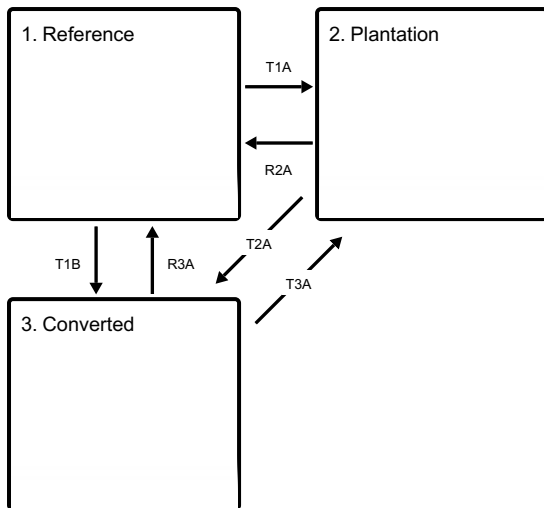 1. Reference
2. Plantation
T1A
R2A
T1B
R3A
T2A
T3A
3. Converted